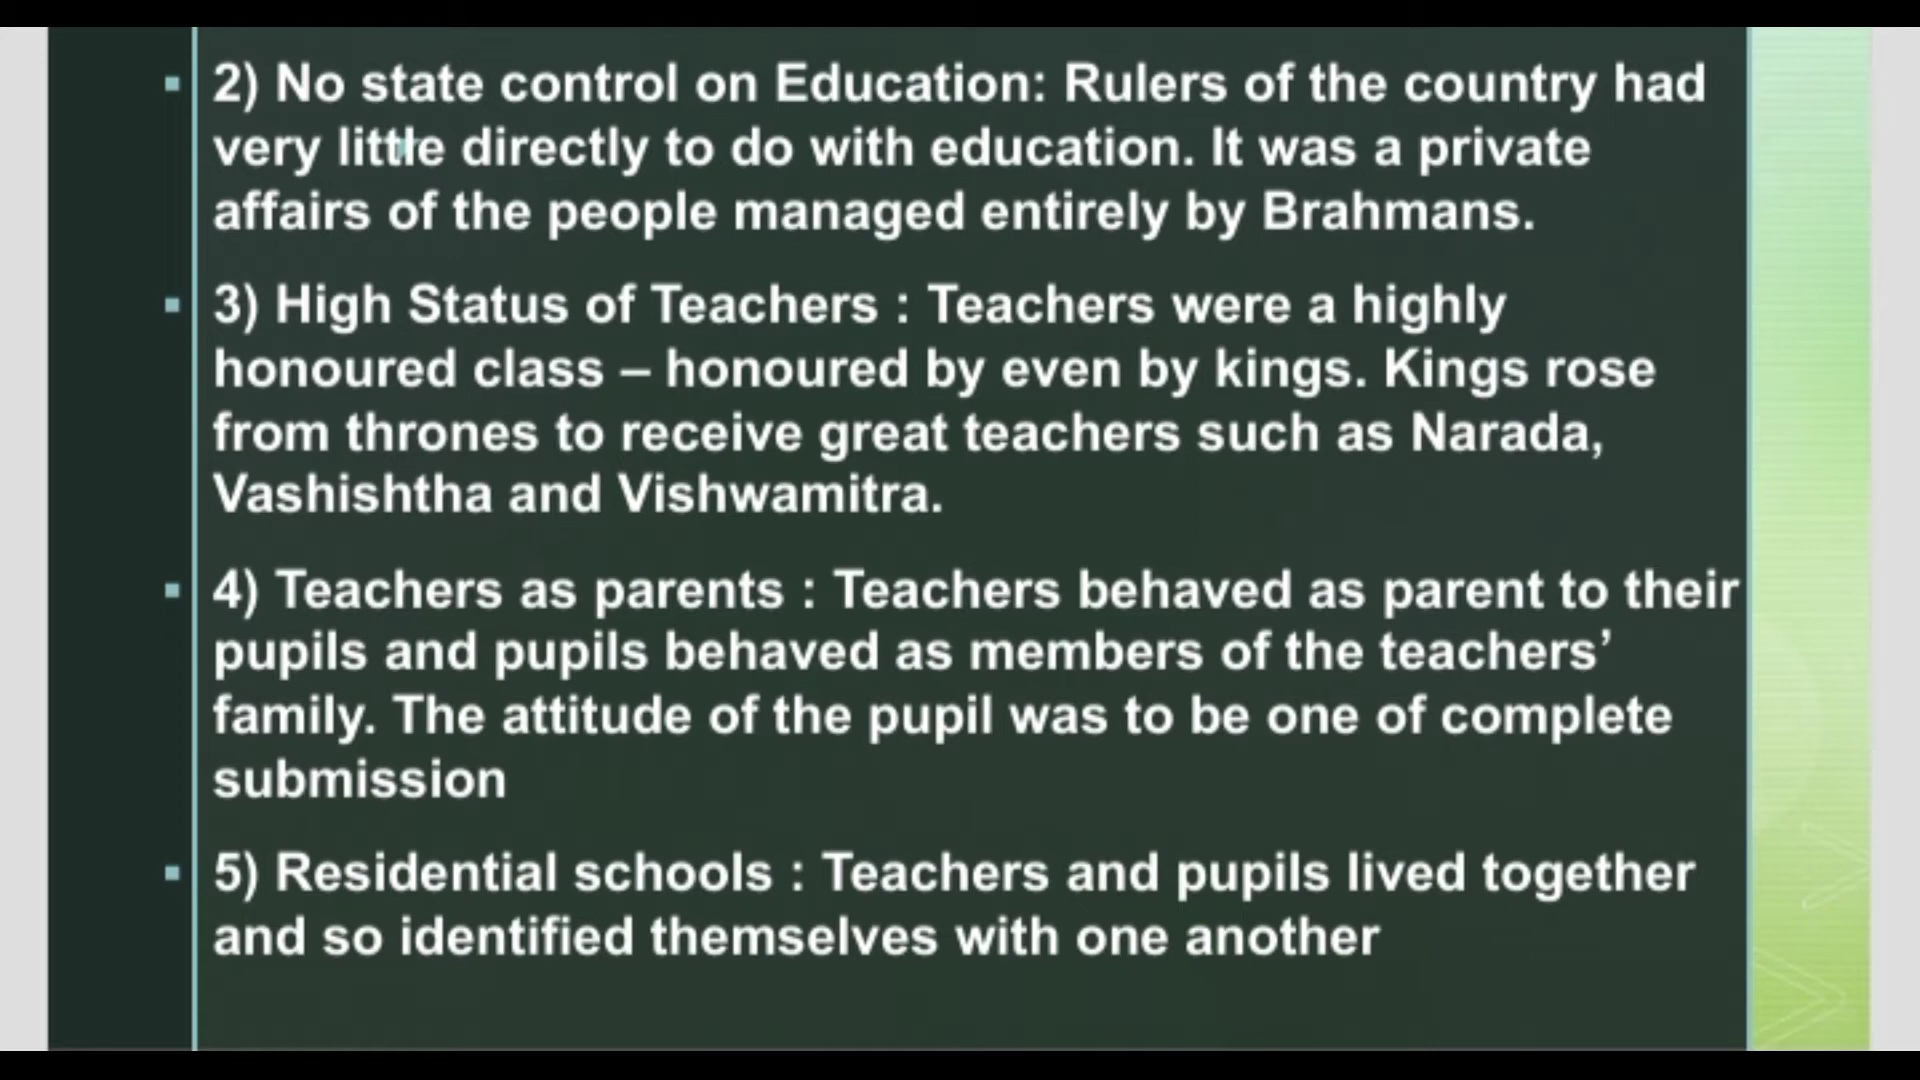 2) No state control on Education: Rulers of the country had
very little directly to do with education. It was a private
affairs of the people managed entirely by Brahmans.
3) High Status of Teachers : Teachers were a highly
honoured class – honoured by even by kings. Kings rose
from thrones to receive great teachers such as Narada,
Vashishtha and Vishwamitra.
4) Teachers as parents : Teachers behaved as parent to their
pupils and pupils behaved as members of the teachers’
family. The attitude of the pupil was to be one of complete
submission
5) Residential schools : Teachers and pupils lived together
and so identified themselves with one another